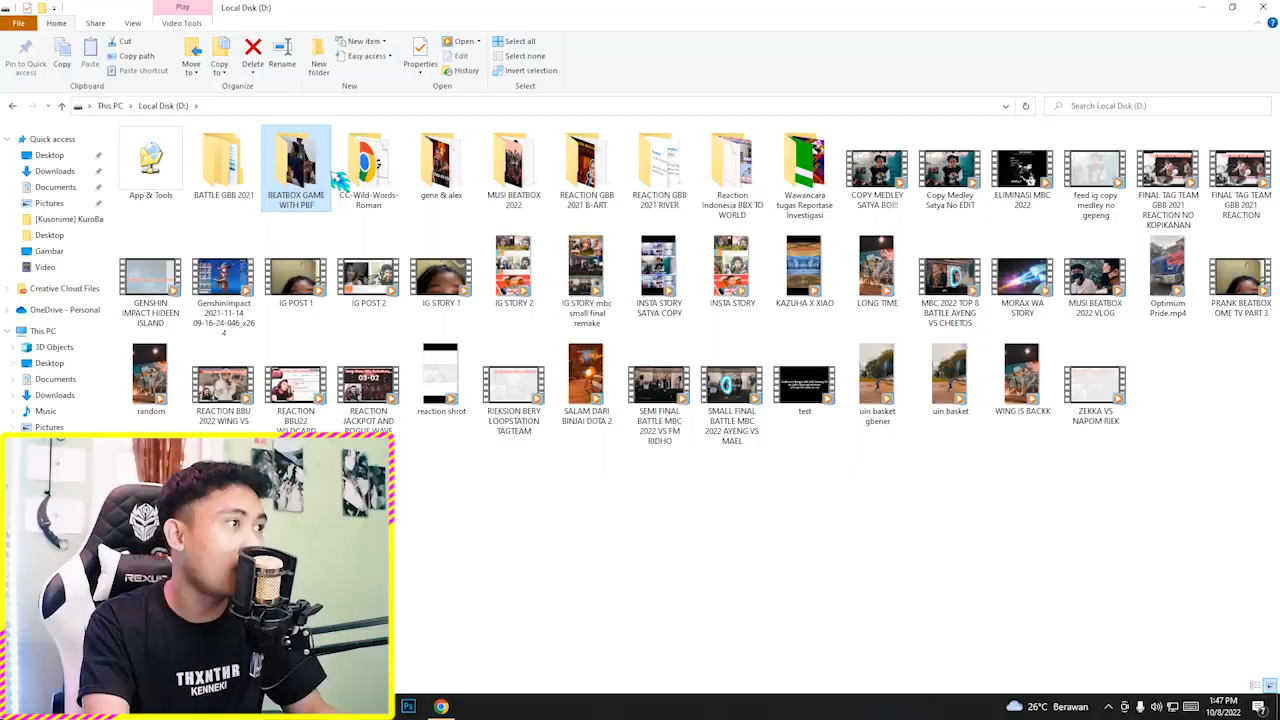 Play
Local Disk (D:)
File
Home
Share
View
Video Tools
Pin to Quick access
Copy
Paste
Cut
Copy path
Paste shortcut
Clipboard
Move to
Copy to
Delete
Rename
Organize
New folder
New item
Easy access
New
Properties
Open
Edit
History
Open
Select all
Select none
Invert selection
Select
This PC > Local Disk (D:) >
Search Local Disk (D:)
Quick access
Desktop
Downloads
Documents
Pictures
[Kusonime] KuroBa
Desktop
Gambar
Video
Creative Cloud Files
OneDrive - Personal
This PC
3D Objects
Desktop
Documents
Downloads
Music
Pictures
App & Tools
BATTLE GBB 2021
BEATBOX GAME WITH PBF
CC-Wild-Words-Roman
gene & alex
MUSI BEATBOX 2022
REACTION GBB 2021 B-ART
REACTION GBB 2021 RIVER
Reaction Indonesia BBX TO WORLD
Wawancara tugas Reportase Investigasi
COPY MEDLEY SATYA BOI!!!
Copy Medley Satya No EDIT
ELIMINASI MBC 2022
feed ig copy medley no gepeng
FINAL TAG TEAM GBB 2021 REACTION NO KOPIKANAN
FINAL TAG TEAM GBB 2021 REACTION
GENSHIN IMPACT HIDEEN ISLAND
GenshinImpact 2021-11-14 09-16-24-046_x264
IG POST 1
IG POST 2
IG STORY 1
IG STORY 2
IG STORY mbc small final remake
INSTA STORY SATYA COPY
INSTA STORY
KAZUHA X XIAO
LONG TIME
MBC 2022 TOP 8 BATTLE AYENG VS CHEETOS
MORAX WA STORY
MUSI BEATBOX 2022 VLOG
Optimum Pride.mp4
PRANK BEATBOX OME TV PART 3
random
REACTION BBU 2022 WING VS
REACTION BBU22 WILDCARD
REACTION JACKPOT AND ROGUE WAVE
reaction shrot
RIEKSION BERY LOOPSTATION TAGTEAM
SALAM DARI BINJAI DOTA 2
SEMI FINAL BATTLE MBC 2022 VS FM RIDHO
SMALL FINAL BATTLE MBC 2022 AYENG VS MAEL
test
uin basket gbener
uin basket
WING IS BACKK
ZEKKA VS NAPOM RIEK
REXUS
THXNTHR
KENNEKI
Ps
26°C Berawan
1:47 PM
10/8/2022